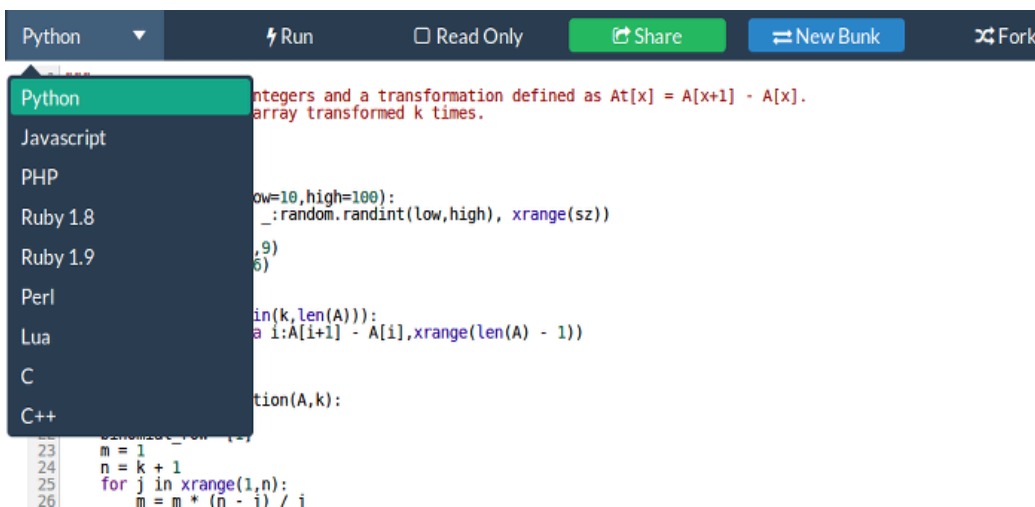 Python Run Read Only Share New Bunk Fork
Python
Javascript
PHP
Ruby 1.8
Ruby 1.9
Perl
Lua
C
C++
ntegers and a transformation defined as At[x] = A[x+1] - A[x].
array transformed k times.
ow=10,high=100):
_:random.randint(low,high), xrange(sz))
,9)
6)
in(k,len(A))):
a i:A[i+1] - A[i],xrange(len(A) - 1))
tion(A,k):
23 m = 1
24 n = k + 1
25 for j in xrange(1,n):
26 m = m * (n - j) / j